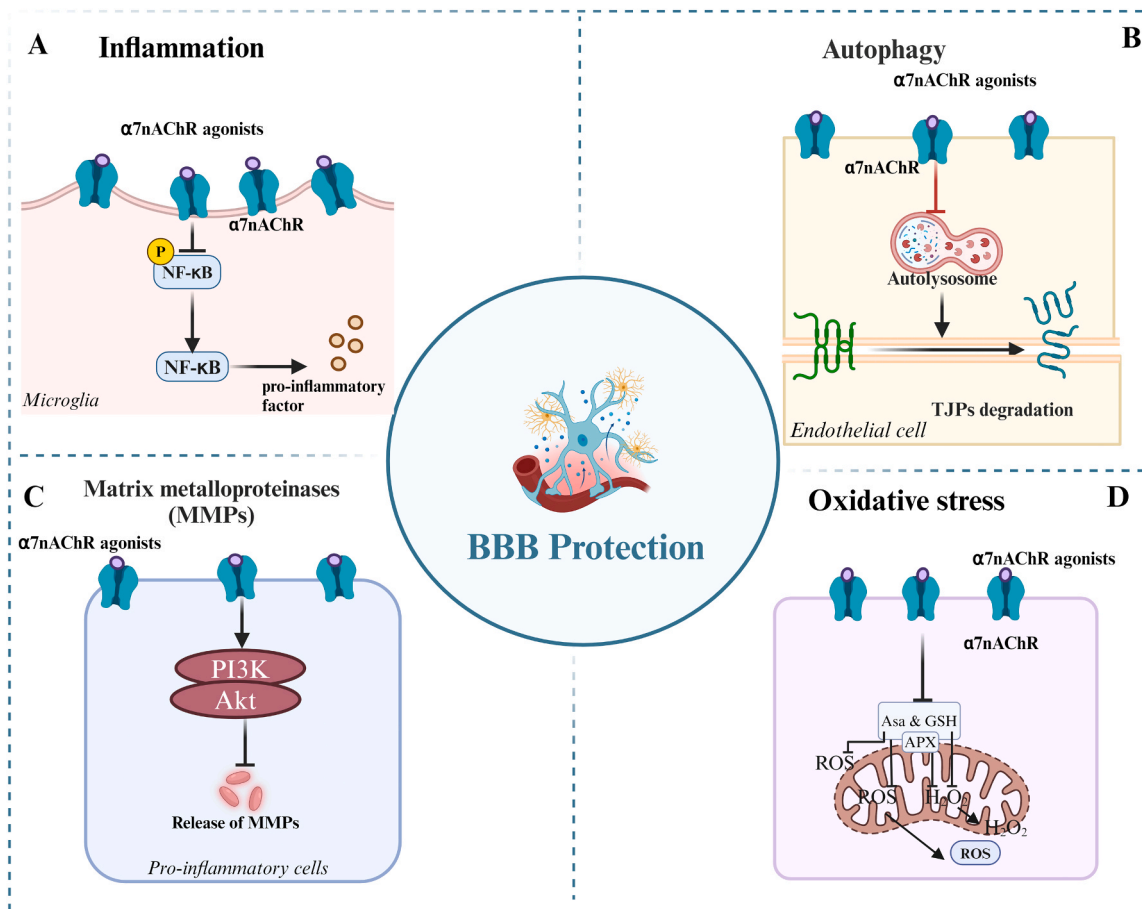 A
Inflammation
α7nAChR agonists
α7nAChR
P
NF-κB
NF-κB
pro-inflammatory
factor
Microglia
B
Autophagy
α7nAChR agonists
α7nAChR
Autolysosome
TJPs degradation
Endothelial cell
BBB Protection
C
Matrix metalloproteinases
(MMPs)
α7nAChR agonists
PI3K
Akt
Release of MMPs
Pro-inflammatory cells
D
Oxidative stress
α7nAChR agonists
α7nAChR
Asa & GSH
APX
ROS
ROS
H₂O₂
H₂O₂
ROS